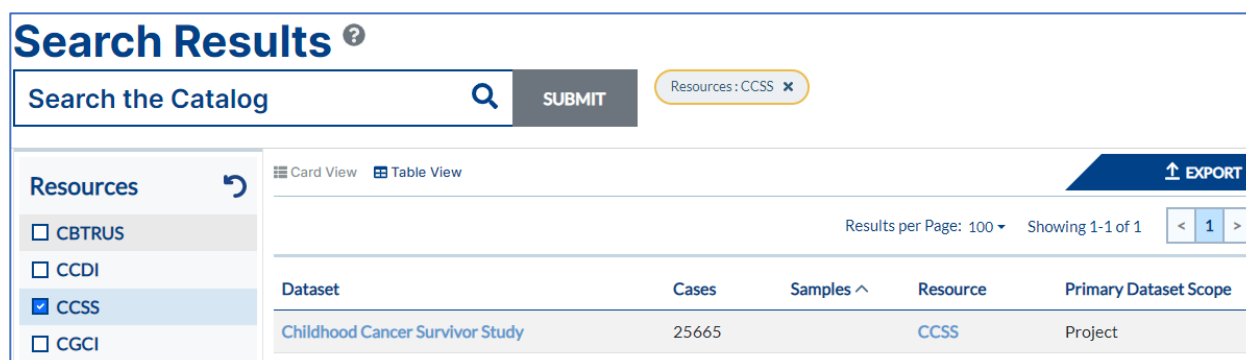 Search Results ?
Search the Catalog
SUBMIT
Resources : CCSS ×
Resources
CBTRUS
CCDI
CCSS
CGCI
Card View Table View
EXPORT
Results per Page: 100 Showing 1-1 of 1 < 1 >
Dataset Cases Samples Resource Primary Dataset Scope
Childhood Cancer Survivor Study 25665 CCSS Project